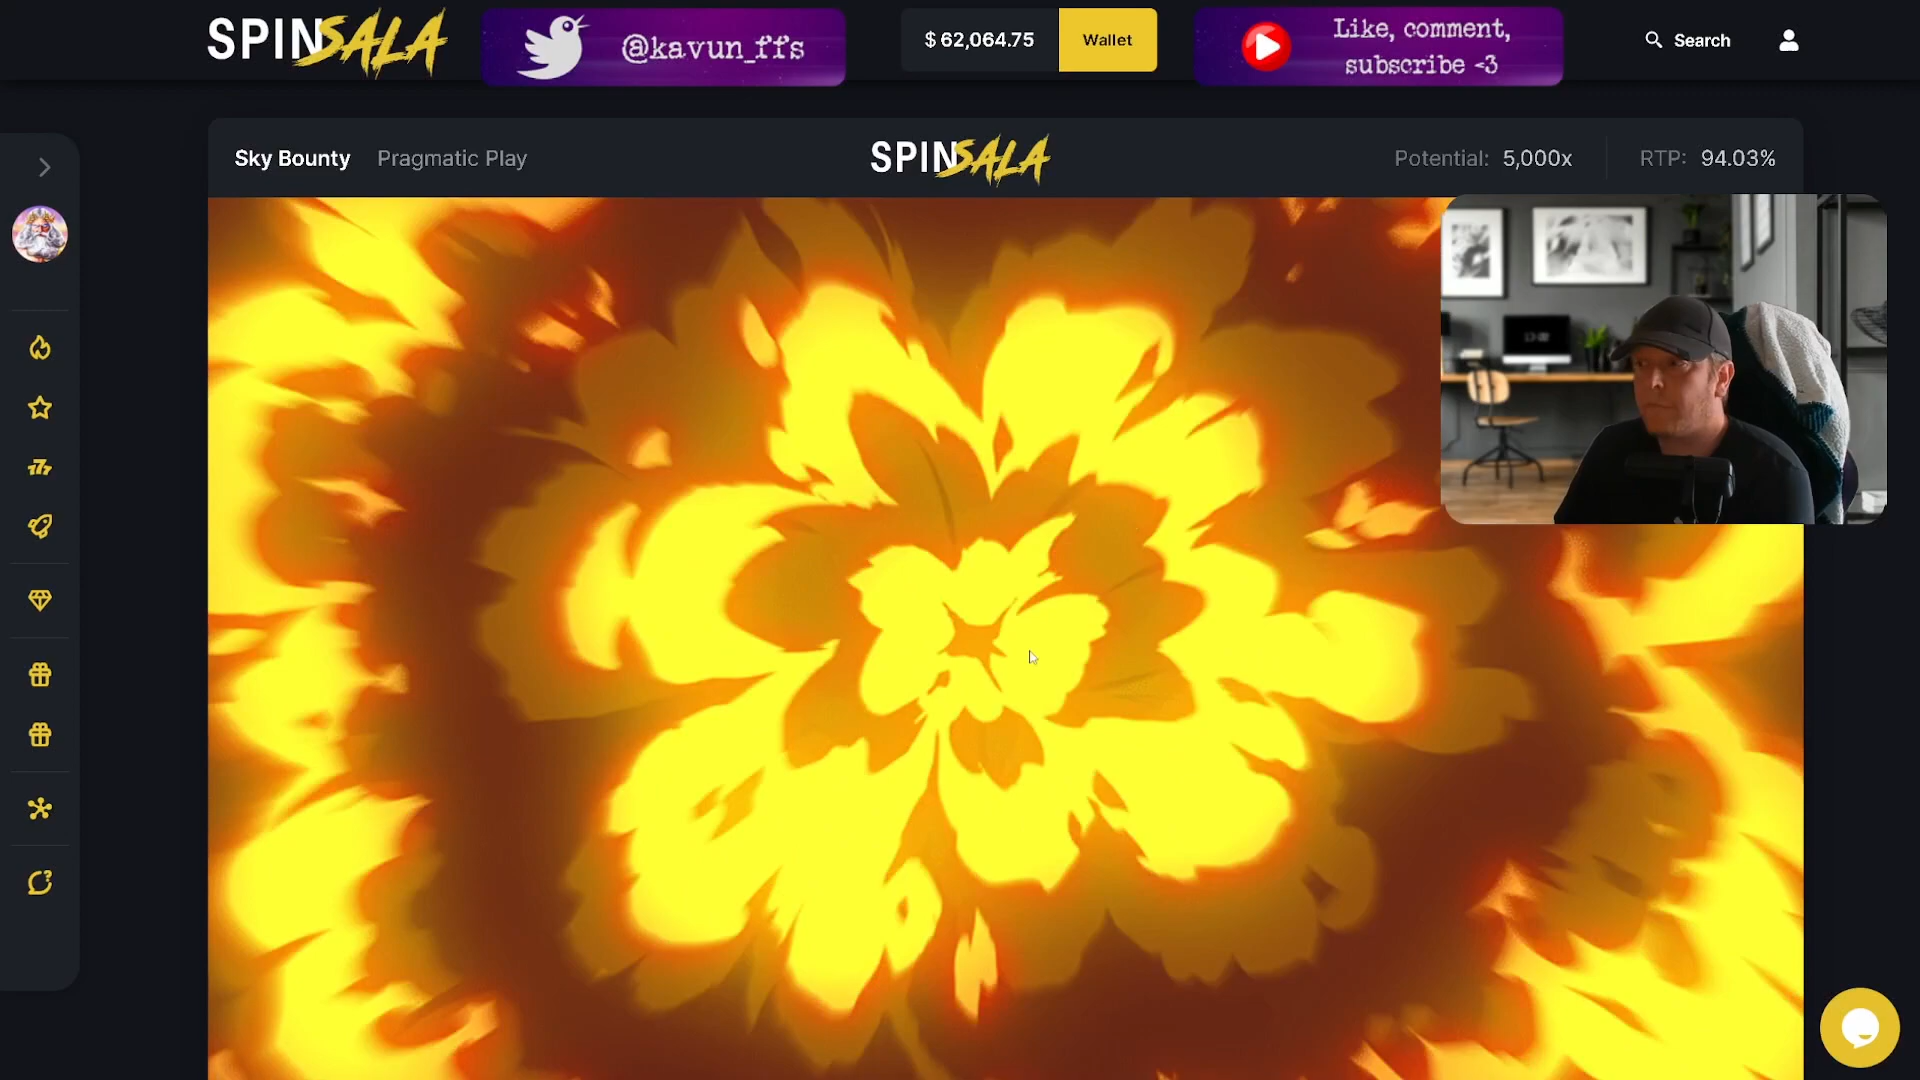 SPINSALA
@kavun_ffs
$ 62,064.75
Wallet
Like, comment,
subscribe <3
Search
Sky Bounty
Pragmatic Play
SPINSALA
Potential: 5,000x
RTP: 94.03%